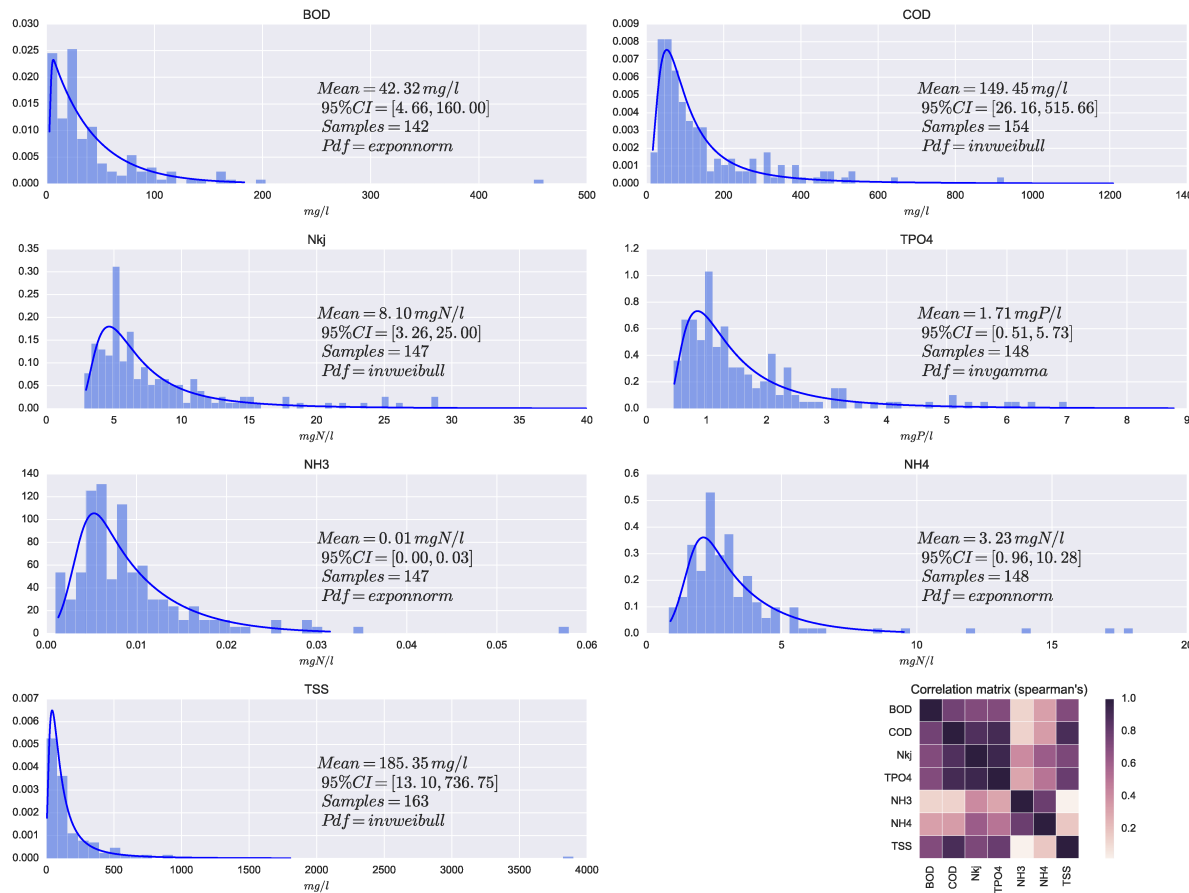 BOD
0.030
0.025
0.020
0.015
0.010
0.005
0.000
Mean = 42.32 mg/l
95%CI = [4.66, 160.00]
Samples = 142
Pdf = exponnorm
0 100 200 300 400 500
mg/l
COD
0.009
0.008
0.007
0.006
0.005
0.004
0.003
0.002
0.001
0.000
Mean = 149.45 mg/l
95%CI = [26.16, 515.66]
Samples = 154
Pdf = invweibull
0 200 400 600 800 1000 1200 140
mg/l
Nkj
0.35
0.30
0.25
0.20
0.15
0.10
0.05
0.00
Mean = 8.10 mgN/l
95%CI = [3.26, 25.00]
Samples = 147
Pdf = invweibull
0 5 10 15 20 25 30 35 40
mgN/l
TPO4
1.2
1.0
0.8
0.6
0.4
0.2
0.0
Mean = 1.71 mgP/l
95%CI = [0.51, 5.73]
Samples = 148
Pdf = invgamma
0 1 2 3 4 5 6 7 8 9
mgP/l
NH3
140
120
100
80
60
40
20
0
Mean = 0.01 mgN/l
95%CI = [0.00, 0.03]
Samples = 147
Pdf = exponnorm
0.00 0.01 0.02 0.03 0.04 0.05 0.06
mgN/l
NH4
0.6
0.5
0.4
0.3
0.2
0.1
0.0
Mean = 3.23 mgN/l
95%CI = [0.96, 10.28]
Samples = 148
Pdf = exponnorm
0 5 10 15 20
mgN/l
TSS
0.007
0.006
0.005
0.004
0.003
0.002
0.001
0.000
Mean = 185.35 mg/l
95%CI = [13.10, 736.75]
Samples = 163
Pdf = invweibull
0 500 1000 1500 2000 2500 3000 3500 4000
mg/l
Correlation matrix (spearman's)
BOD
COD
Nkj
TPO4
NH3
NH4
TSS
BOD COD Nkj TPO4 NH3 NH4 TSS
1.0
0.8
0.6
0.4
0.2